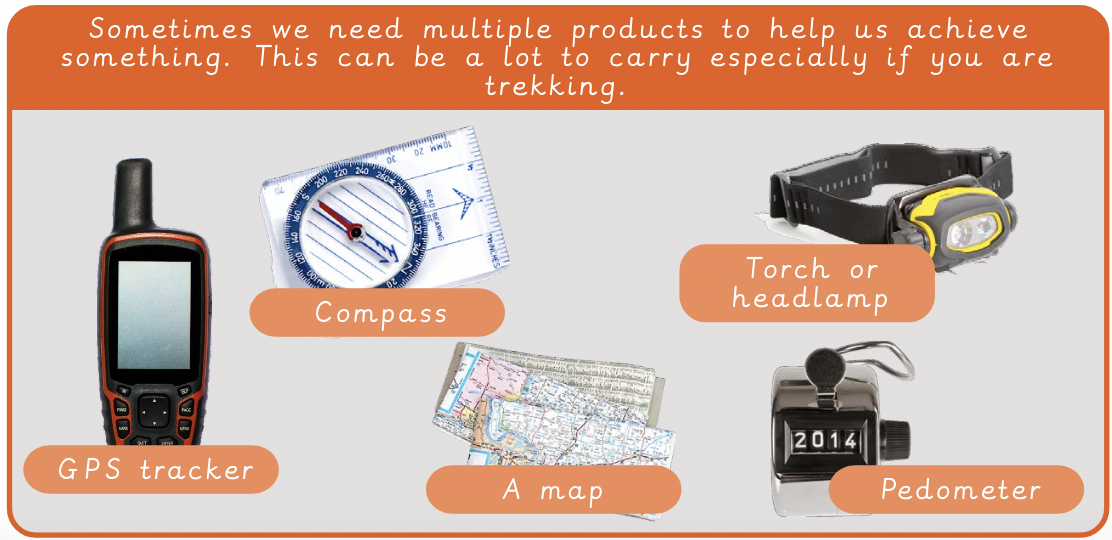 Sometimes we need multiple products to help us achieve
something. This can be a lot to carry especially if you are
trekking.
Compass
Torch or
headlamp
GPS tracker
A map
2014
Pedometer